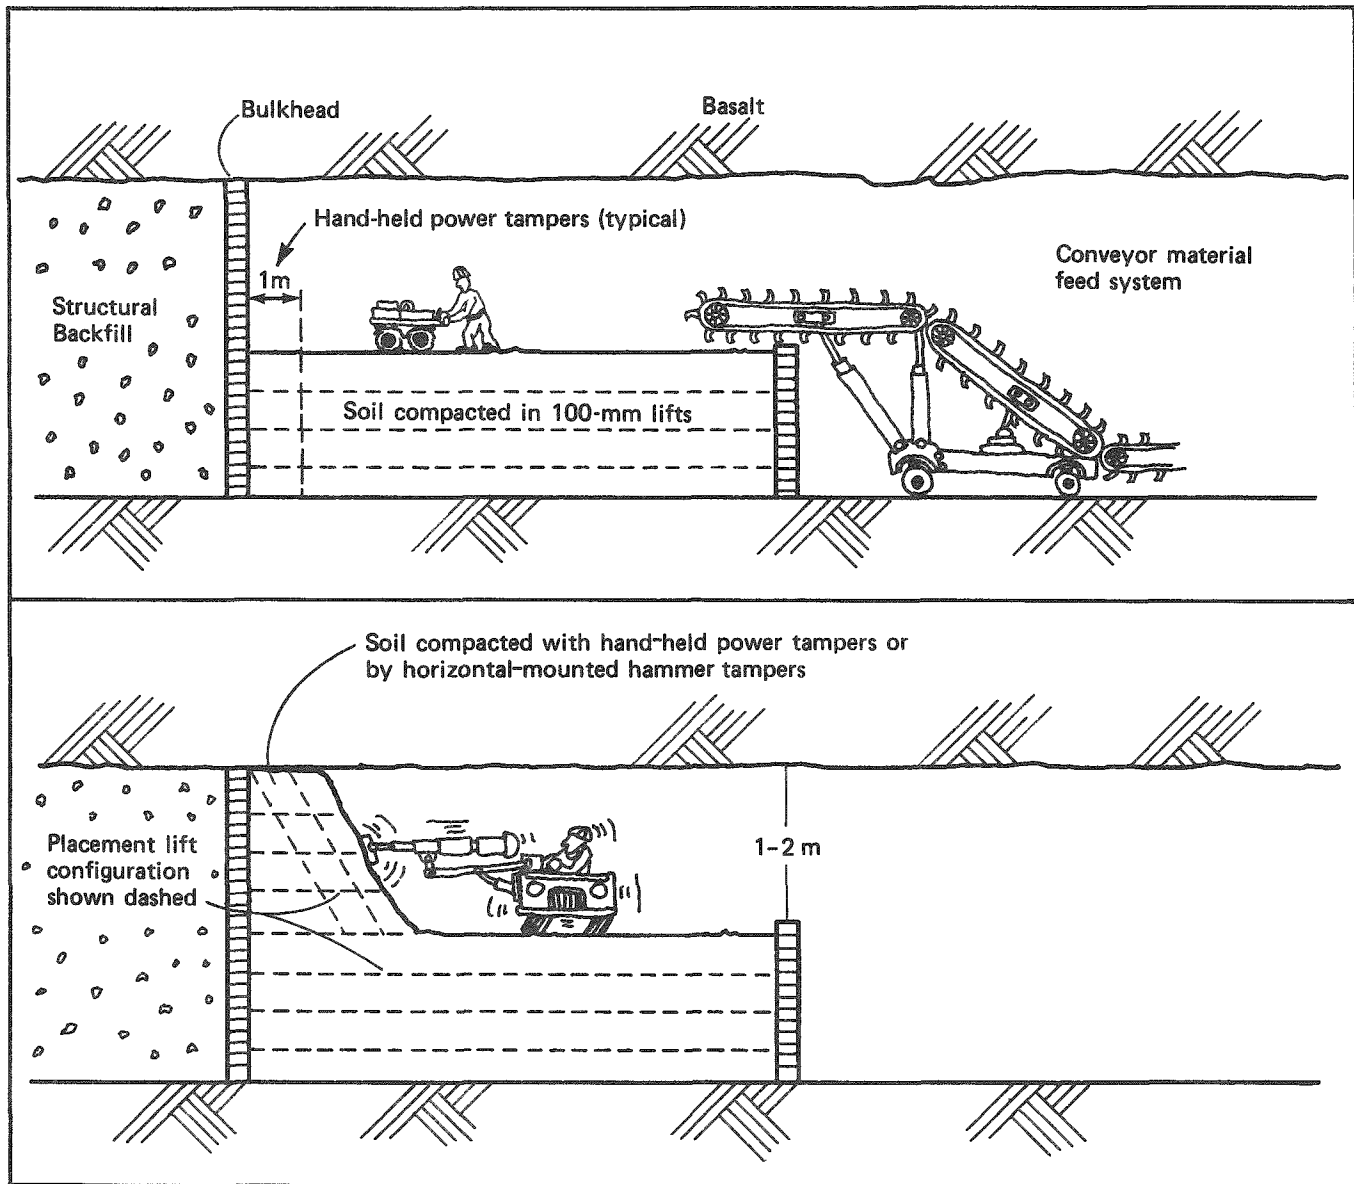 Bulkhead
Basalt
Hand-held power tampers (typical)
1m
Conveyor material
feed system
Structural
Backfill
Soil compacted in 100-mm lifts
Soil compacted with hand-held power tampers or
by horizontal-mounted hammer tampers
Placement lift
configuration
shown dashed
1-2 m